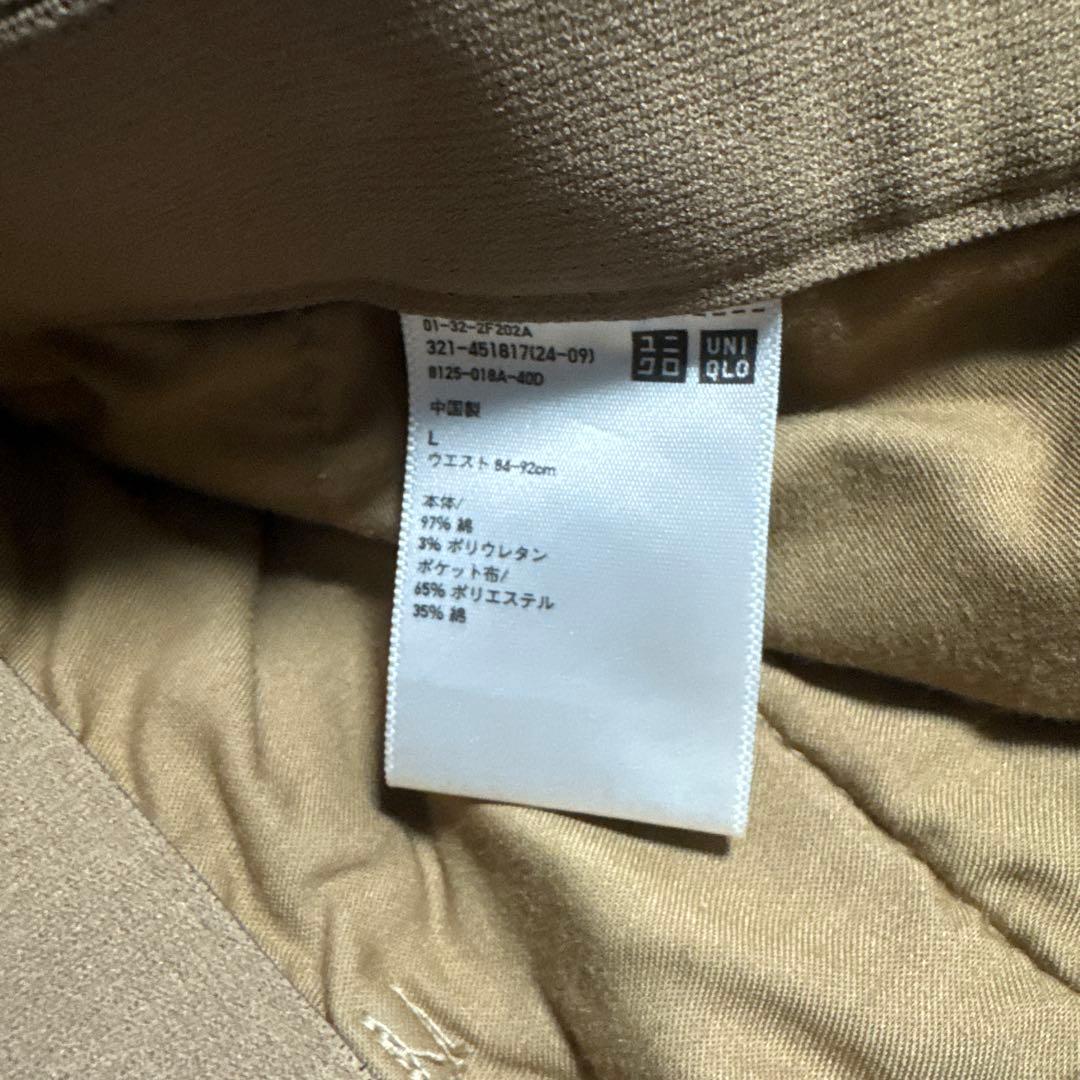 01-32-2F202A
321-451817(24-09)
8125-018A-40D
ユニ
クロ
UNI
QLO
中国製
L
ウエスト 84-92cm
本体/
97% 綿
3% ポリウレタン
ポケット布/
65% ポリエステル
35% 綿